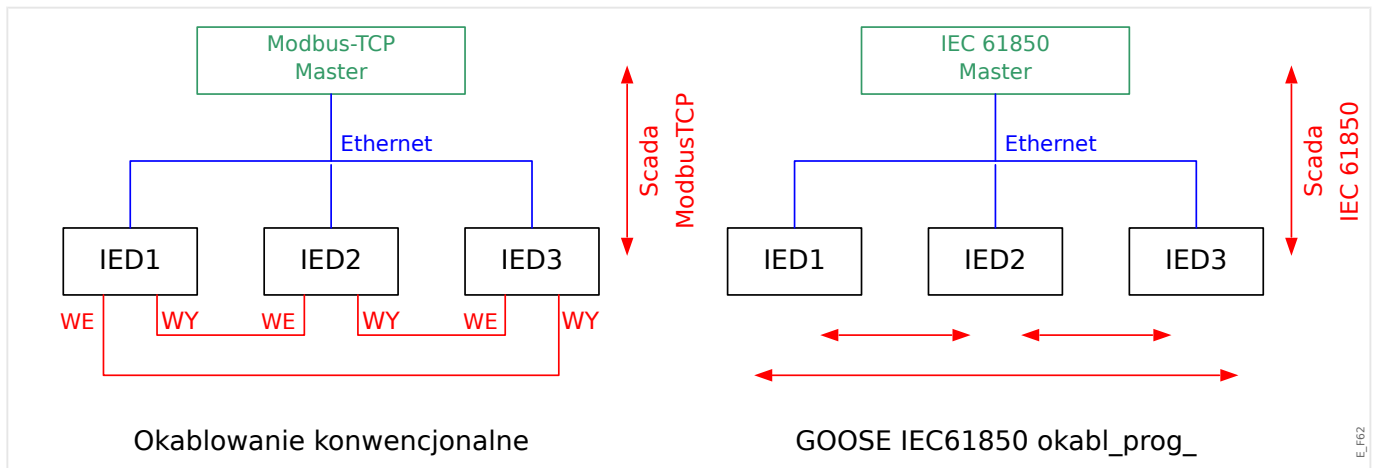 Modbus-TCP
Master
Ethernet
Scada
ModbusTCP
IED1
IED2
IED3
WE
WY
WE
WY
WE
WY
Okablowanie konwencjonalne
IEC 61850
Master
Ethernet
Scada
IEC 61850
IED1
IED2
IED3
GOOSE IEC61850 okabl_prog_
E_F62